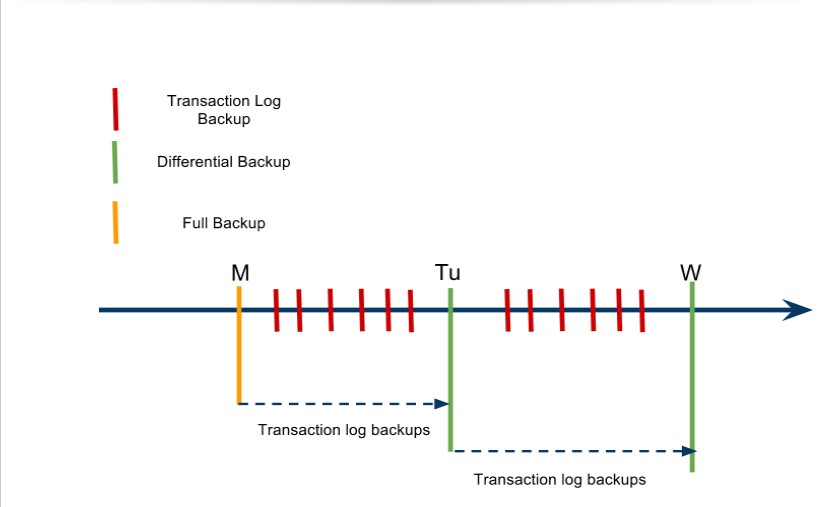 Transaction Log
Backup
Differential Backup
Full Backup
M
Tu
W
Transaction log backups
Transaction log backups